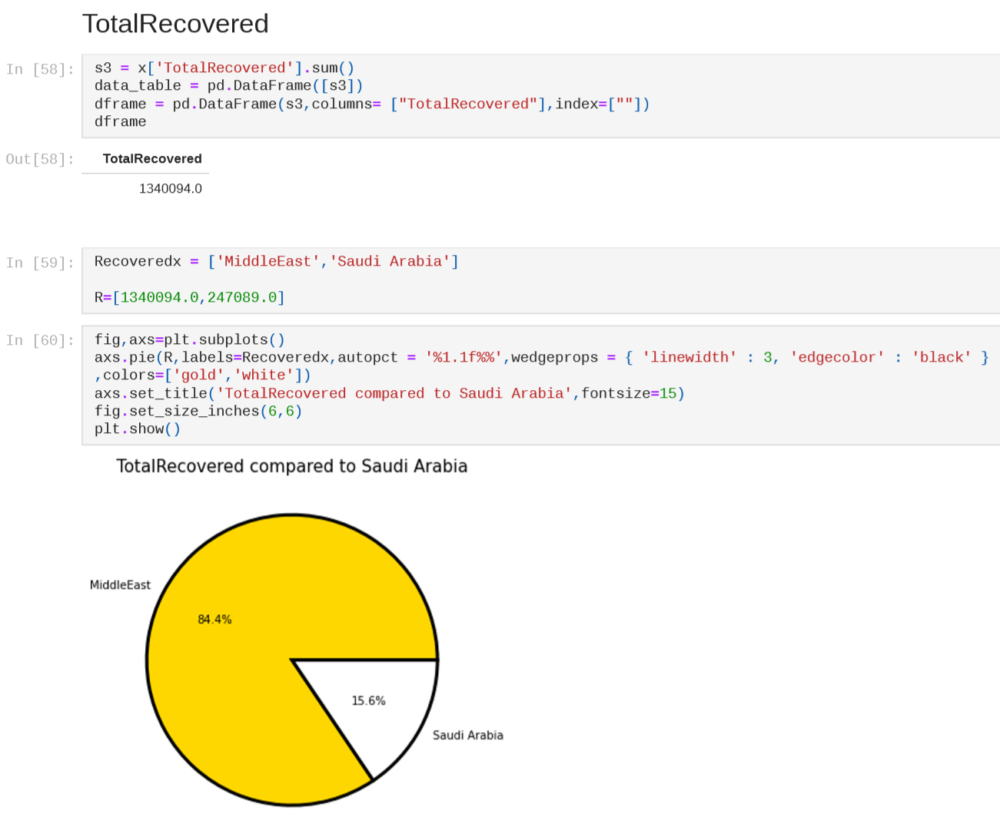 TotalRecovered
In [58]:
s3 = x['TotalRecovered'].sum()
data_table = pd.DataFrame([s3])
dframe = pd.DataFrame(s3,columns= ["TotalRecovered"],index=[""])
dframe
Out[58]:
TotalRecovered
1340094.0
In [59]:
Recoveredx = ['MiddleEast','Saudi Arabia']
R=[1340094.0,247089.0]
In [60]:
fig,axs=plt.subplots()
axs.pie(R,labels=Recoveredx,autopct = '%1.1f%%',wedgeprops = { 'linewidth' : 3, 'edgecolor' : 'black' }
,colors=['gold','white'])
axs.set_title('TotalRecovered compared to Saudi Arabia',fontsize=15)
fig.set_size_inches(6,6)
plt.show()
TotalRecovered compared to Saudi Arabia
MiddleEast
84.4%
15.6%
Saudi Arabia